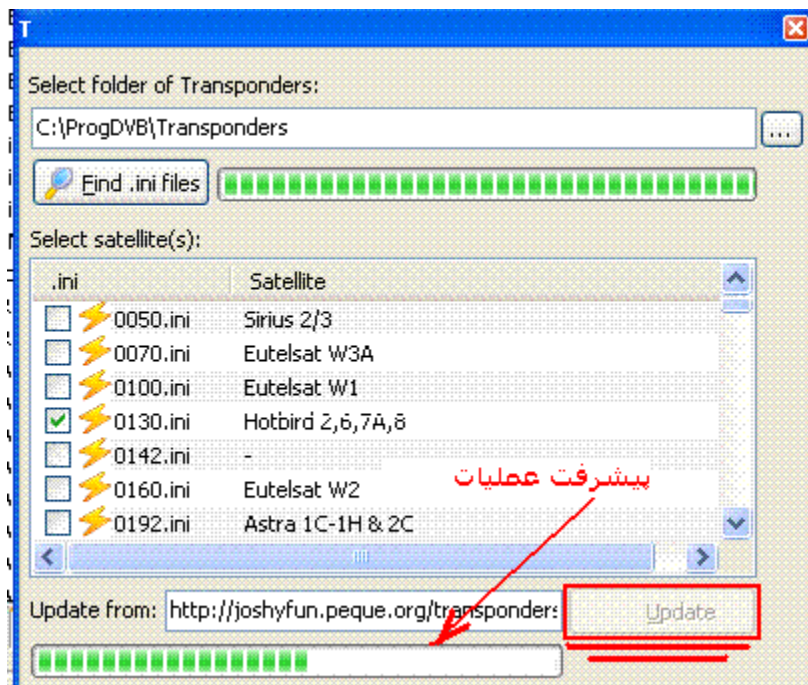 T
Select folder of Transponders:
C:\ProgDVB\Transponders
...
Find .ini files
Select satellite(s):
.ini Satellite
0050.ini Sirius 2/3
0070.ini Eutelsat W3A
0100.ini Eutelsat W1
0130.ini Hotbird 2,6,7A,8
0142.ini -
0160.ini Eutelsat W2
پیشرفت عملیات
0192.ini Astra 1C-1H & 2C
Update from: http://joshyfun.peque.org/transponders Update